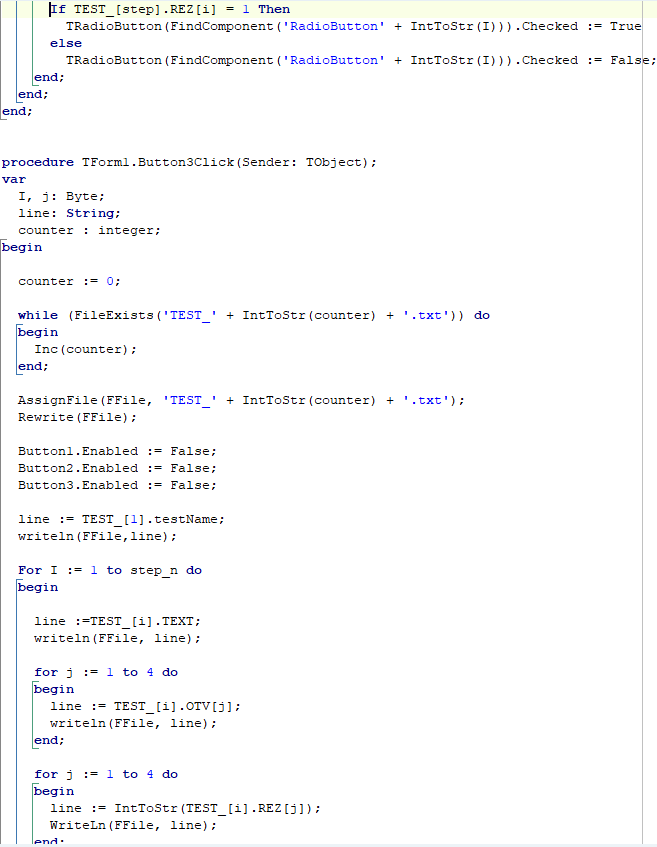 If TEST_[step].REZ[i] = 1 Then
TRadioButton(FindComponent('RadioButton' + IntToStr(I))).Checked := True
else
TRadioButton(FindComponent('RadioButton' + IntToStr(I))).Checked := False;
end;
end;
end;
procedure TForm1.Button3Click(Sender: TObject);
var
I, j: Byte;
line: String;
counter : integer;
begin
counter := 0;
while (FileExists('TEST_' + IntToStr(counter) + '.txt')) do
begin
Inc(counter);
end;
AssignFile(FFile, 'TEST_' + IntToStr(counter) + '.txt');
Rewrite(FFile);
Button1.Enabled := False;
Button2.Enabled := False;
Button3.Enabled := False;
line := TEST_[1].testName;
writeln(FFile,line);
For I := 1 to step_n do
begin
line :=TEST_[i].TEXT;
writeln(FFile, line);
for j := 1 to 4 do
begin
line := TEST_[i].OTV[j];
writeln(FFile, line);
end;
for j := 1 to 4 do
begin
line := IntToStr(TEST_[i].REZ[j]);
WriteLn(FFile, line);
end;